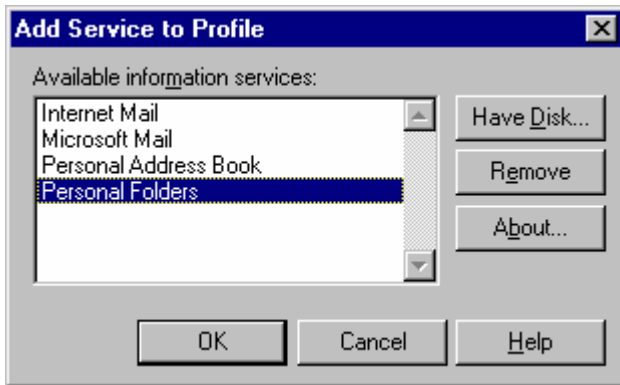 Add Service to Profile
Available information services:
Internet Mail
Microsoft Mail
Personal Address Book
Personal Folders
Have Disk...
Remove
About...
OK
Cancel
Help